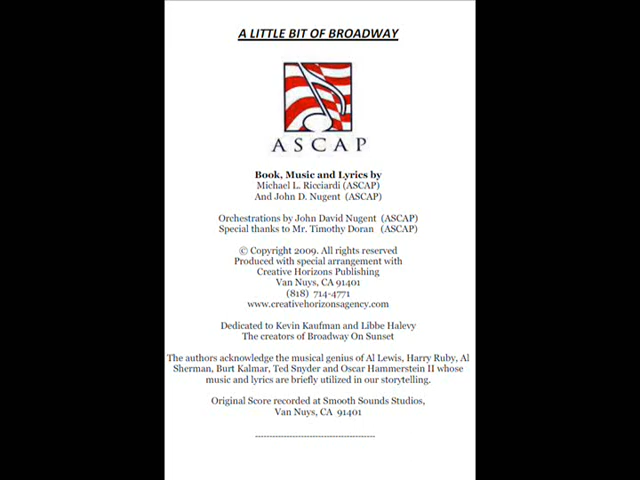 A LITTLE BIT OF BROADWAY
ASCAP
Book, Music and Lyrics by
Michael L. Ricciardi (ASCAP)
And John D. Nugent (ASCAP)
Orchestrations by John David Nugent (ASCAP)
Special thanks to Mr. Timothy Doran (ASCAP)
© Copyright 2009. All rights reserved
Produced with special arrangement with
Creative Horizons Publishing
Van Nuys, CA 91401
(818) 714-4771
www.creativehorizonsagency.com
Dedicated to Kevin Kaufman and Libbe Halevy
The creators of Broadway On Sunset
The authors acknowledge the musical genius of Al Lewis, Harry Ruby, Al
Sherman, Burt Kalmar, Ted Snyder and Oscar Hammerstein II whose
music and lyrics are briefly utilized in our storytelling.
Original Score recorded at Smooth Sounds Studios,
Van Nuys, CA 91401